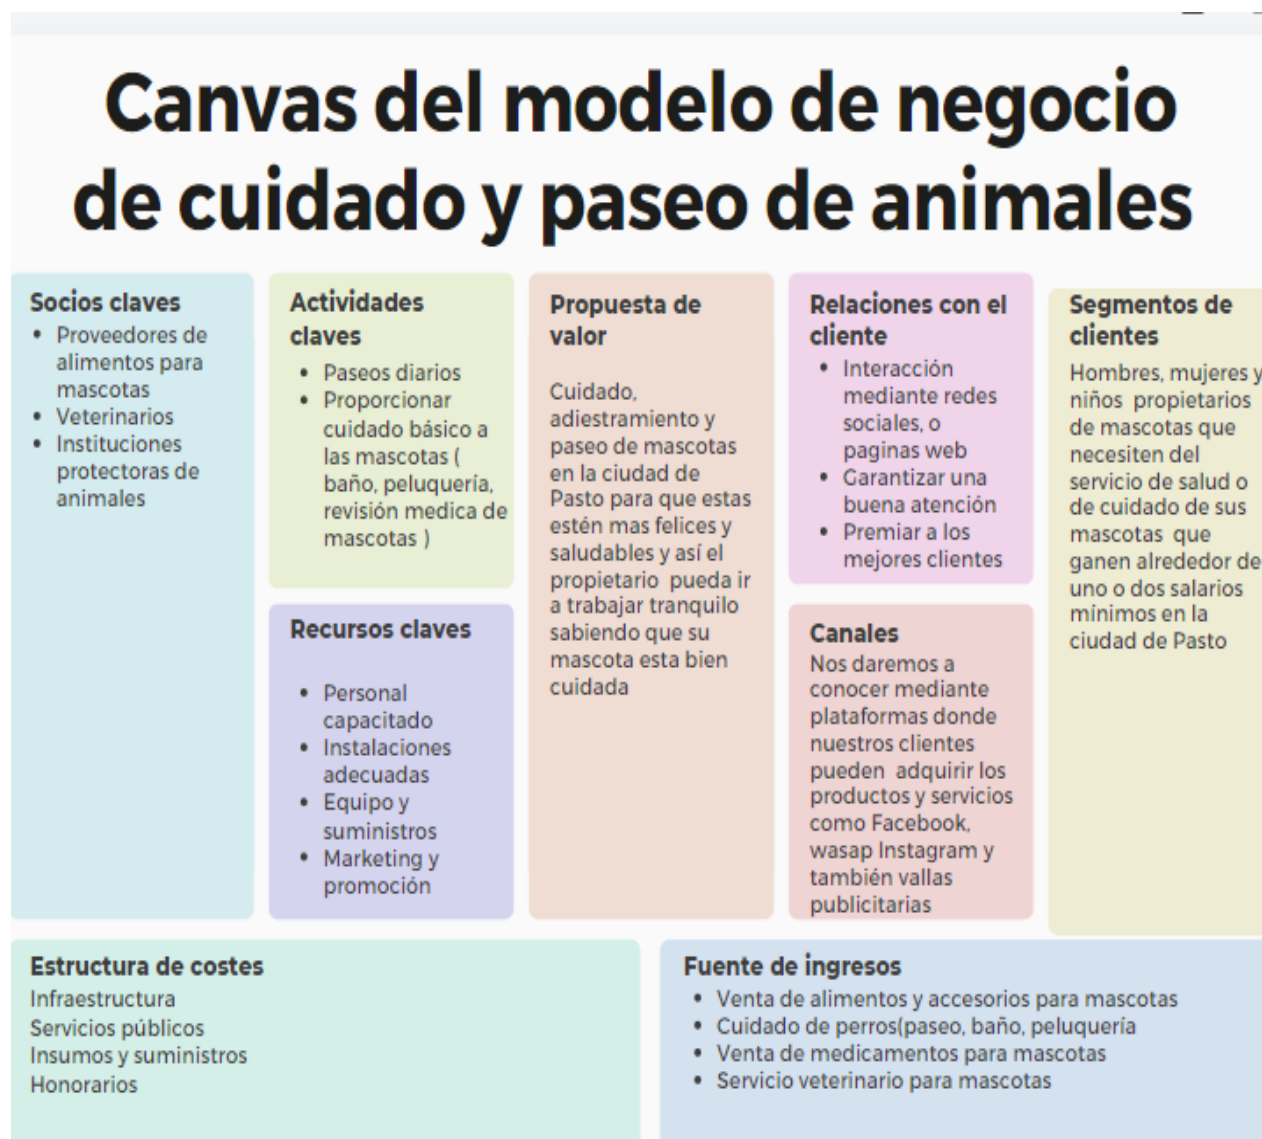 Canvas del modelo de negocio
de cuidado y paseo de animales
Socios claves
• Proveedores de
alimentos para
mascotas
• Veterinarios
• Instituciones
protectoras de
animales
Actividades
claves
• Paseos diarios
• Proporcionar
cuidado básico a
las mascotas (
baño, peluquería,
revisión medica de
mascotas )
Recursos claves
• Personal
capacitado
• Instalaciones
adecuadas
• Equipo y
suministros
• Marketing y
promoción
Propuesta de
valor
Cuidado,
adiestramiento y
paseo de mascotas
en la ciudad de
Pasto para que estas
estén mas felices y
saludables y así el
propietario pueda ir
a trabajar tranquilo
sabiendo que su
mascota esta bien
cuidada
Relaciones con el
cliente
• Interacción
mediante redes
sociales, o
paginas web
• Garantizar una
buena atención
• Premiar a los
mejores clientes
Canales
Nos daremos a
conocer mediante
plataformas donde
nuestros clientes
pueden adquirir los
productos y servicios
como Facebook,
wasap Instagram y
también vallas
publicitarias
Segmentos de
clientes
Hombres, mujeres y
niños propietarios
de mascotas que
necesiten del
servicio de salud o
de cuidado de sus
mascotas que
ganen alrededor de
uno o dos salarios
mínimos en la
ciudad de Pasto
Estructura de costes
Infraestructura
Servicios públicos
Insumos y suministros
Honorarios
Fuente de ingresos
• Venta de alimentos y accesorios para mascotas
• Cuidado de perros(paseo, baño, peluquería
• Venta de medicamentos para mascotas
• Servicio veterinario para mascotas